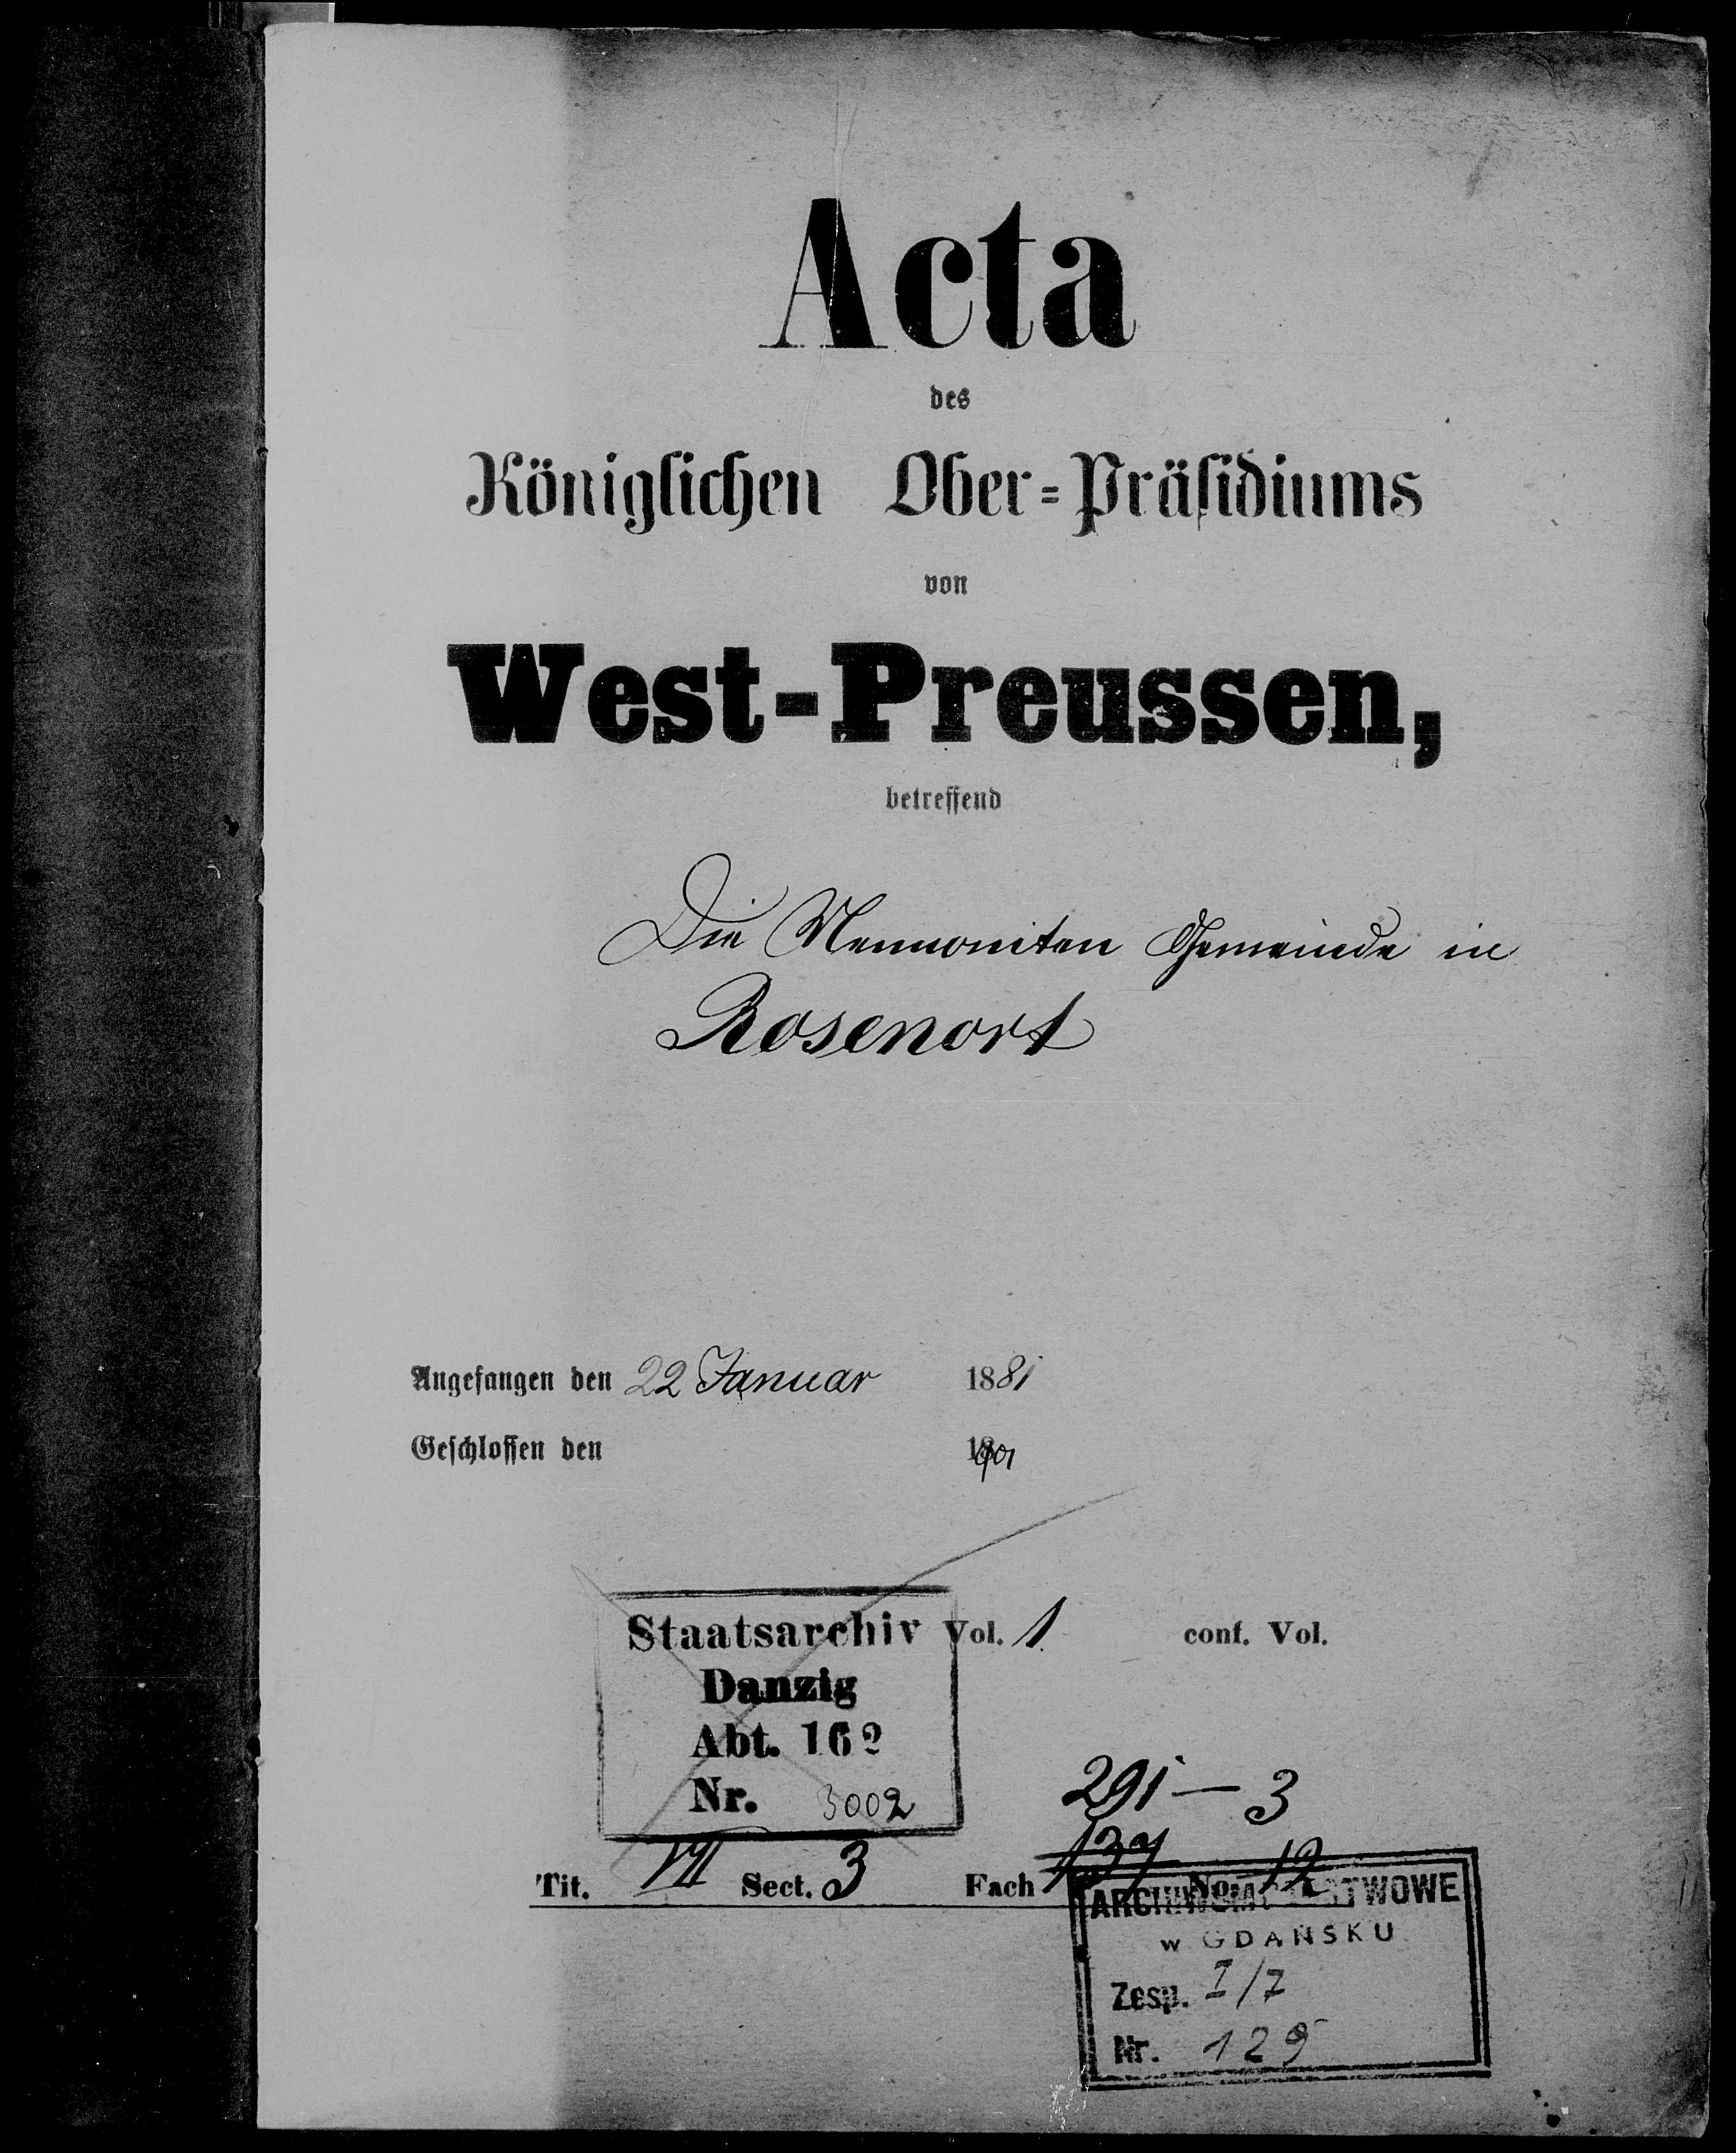 Acta
des
Königlichen Ober=Präsidiums
von
West-Preussen,
betreffend
Die Mennoniten Gemeinde in
Rosenort
Angefangen den 22 Januar 1881
Geschlossen den 1901
Staatsarchiv
Danzig
Abt. 162
Nr. 3002
Vol. 1. conf. Vol.
291 — 3
Tit. VII Sect. 3 Fach 137 No. 12
ARCHIWUM PAŃSTWOWE
w GDAŃSKU
Zesp. I/7
Nr. 129